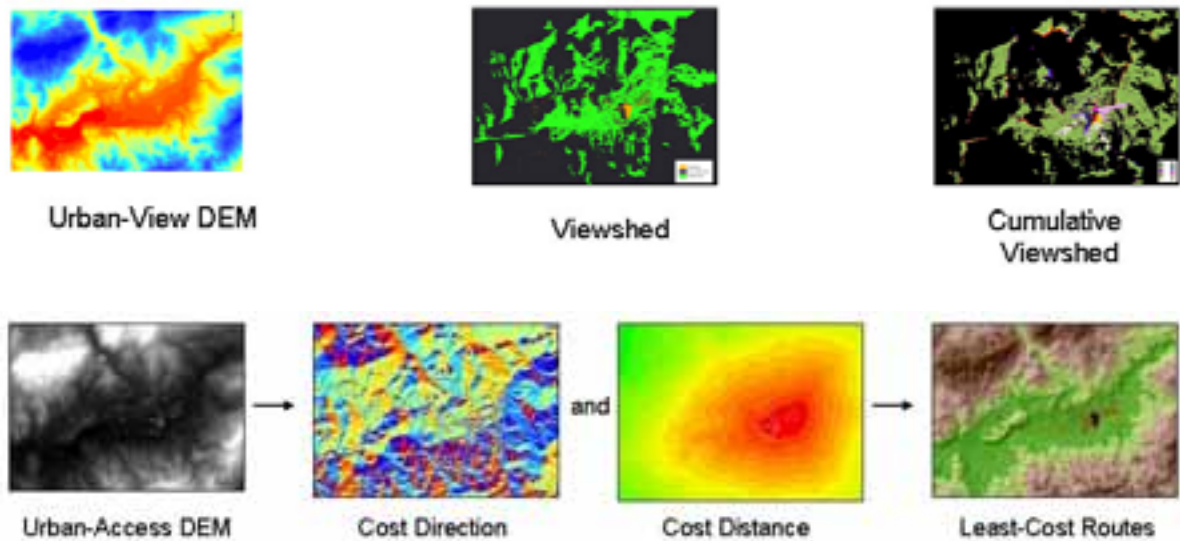 Urban-View DEM
Viewshed
Cumulative
Viewshed
and
Urban-Access DEM
Cost Direction
Cost Distance
Least-Cost Routes